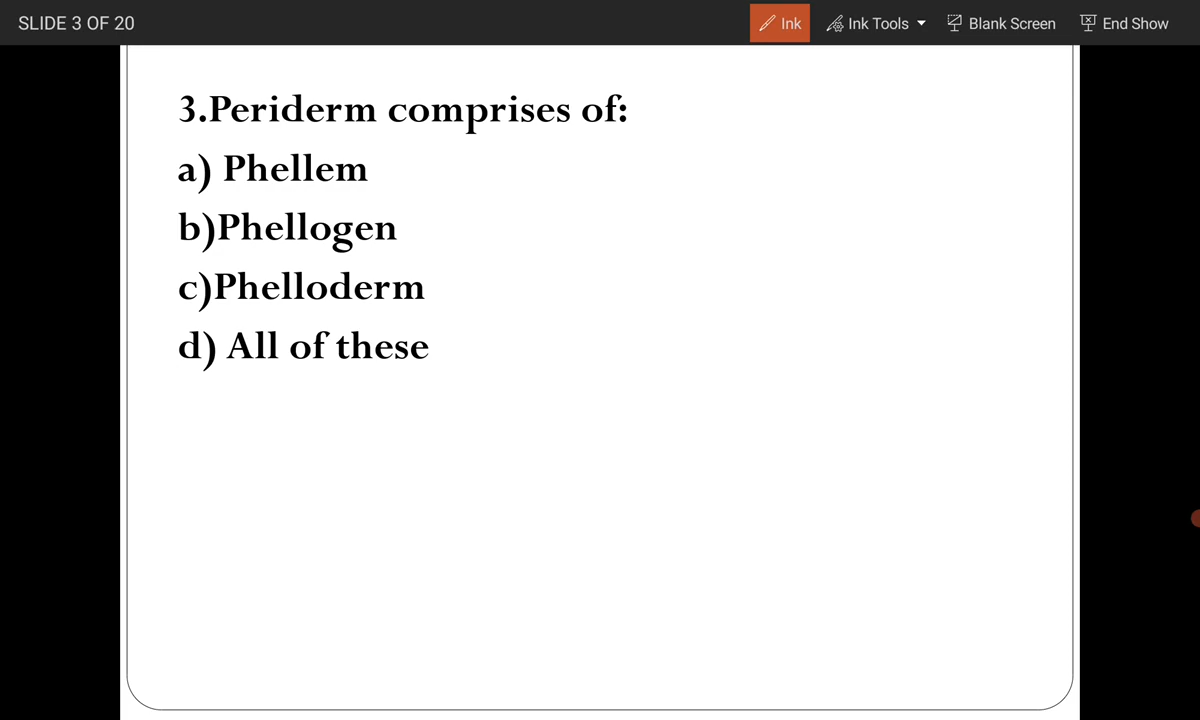 SLIDE 3 OF 20 Ink Ink Tools Blank Screen End Show
3.Periderm comprises of:
a) Phellem
b)Phellogen
c)Phelloderm
d) All of these